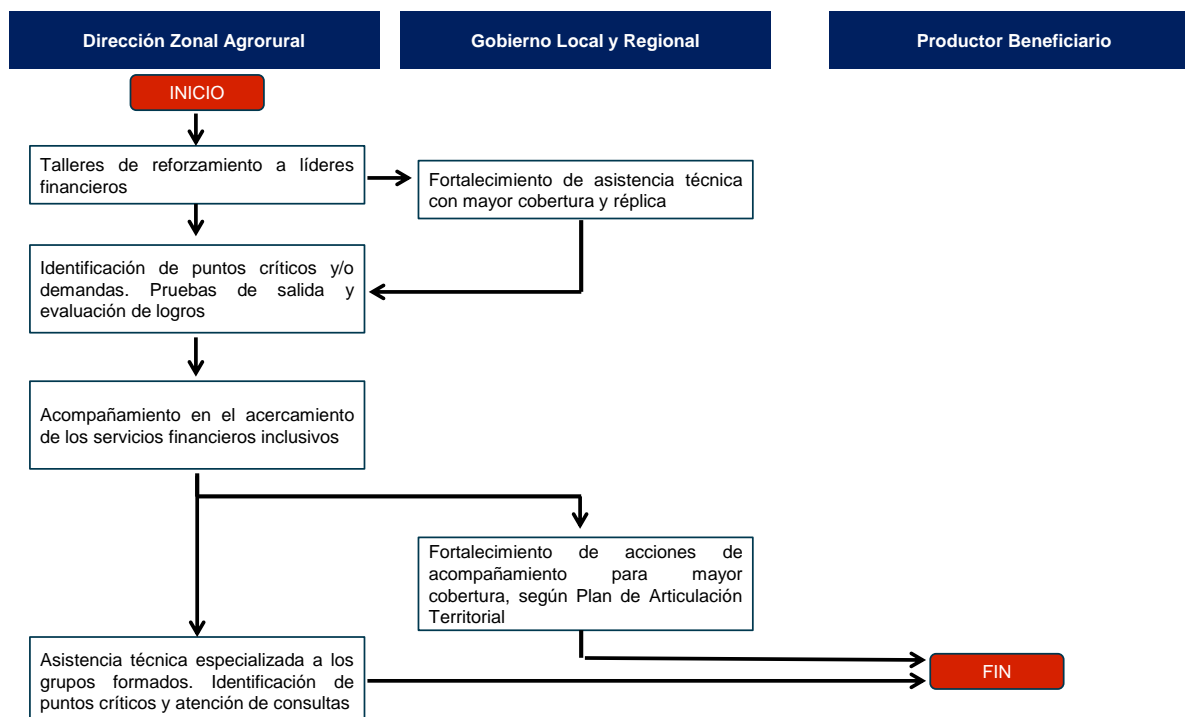 Dirección Zonal Agrorural
Gobierno Local y Regional
Productor Beneficiario
INICIO
Talleres de reforzamiento a líderes
financieros
Fortalecimiento de asistencia técnica
con mayor cobertura y réplica
Identificación de puntos críticos y/o
demandas. Pruebas de salida y
evaluación de logros
Acompañamiento en el acercamiento
de los servicios financieros inclusivos
Fortalecimiento de acciones de
acompañamiento para mayor
cobertura, según Plan de Articulación
Territorial
Asistencia técnica especializada a los
grupos formados. Identificación de
puntos críticos y atención de consultas
FIN